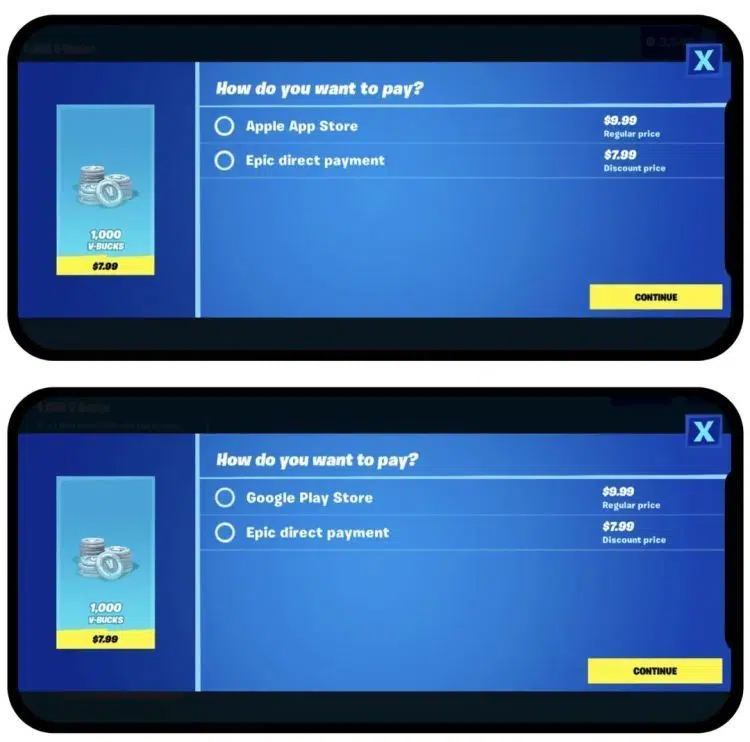 How do you want to pay?
Apple App Store
$9.99
Regular price
Epic direct payment
$7.99
Discount price
1,000
V-BUCKS
$7.99
CONTINUE
X
How do you want to pay?
Google Play Store
$9.99
Regular price
Epic direct payment
$7.99
Discount price
1,000
V-BUCKS
$7.99
CONTINUE
X